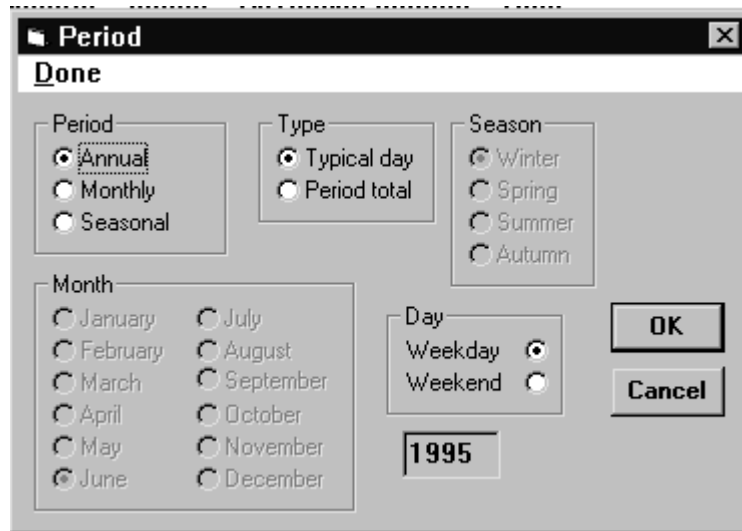 Period
Done
Period
Annual
Monthly
Seasonal
Type
Typical day
Period total
Season
Winter
Spring
Summer
Autumn
Month
January
February
March
April
May
June
July
August
September
October
November
December
Day
Weekday
Weekend
1995
OK
Cancel